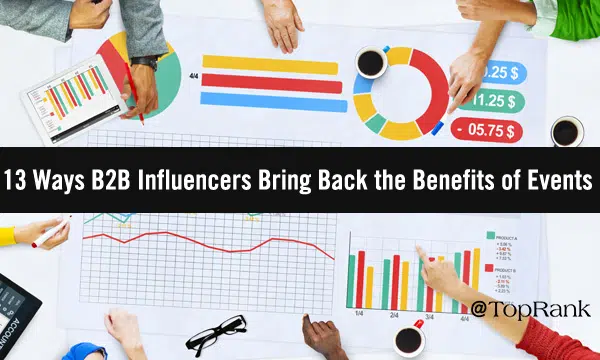 4/4
0.25 $
11.25 $
- 05.75 $
13 Ways B2B Influencers Bring Back the Benefits of Events
PRODUCT A
PRODUCT B
1/4
2/4
3/4
4/4
@TopRank